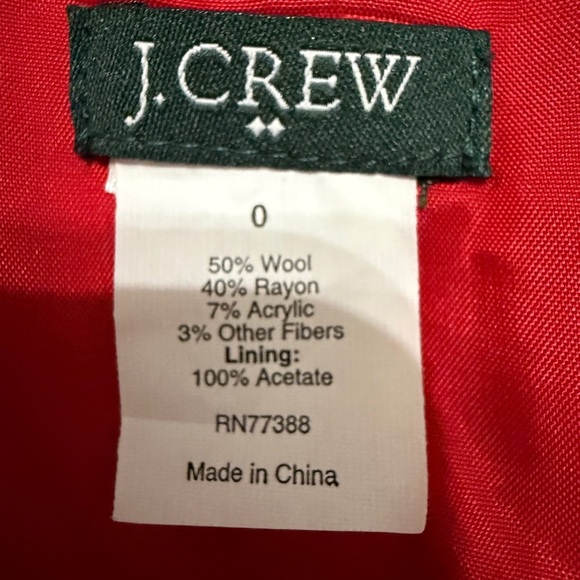 J.CREW
0
50% Wool
40% Rayon
7% Acrylic
3% Other Fibers
Lining:
100% Acetate
RN77388
Made in China